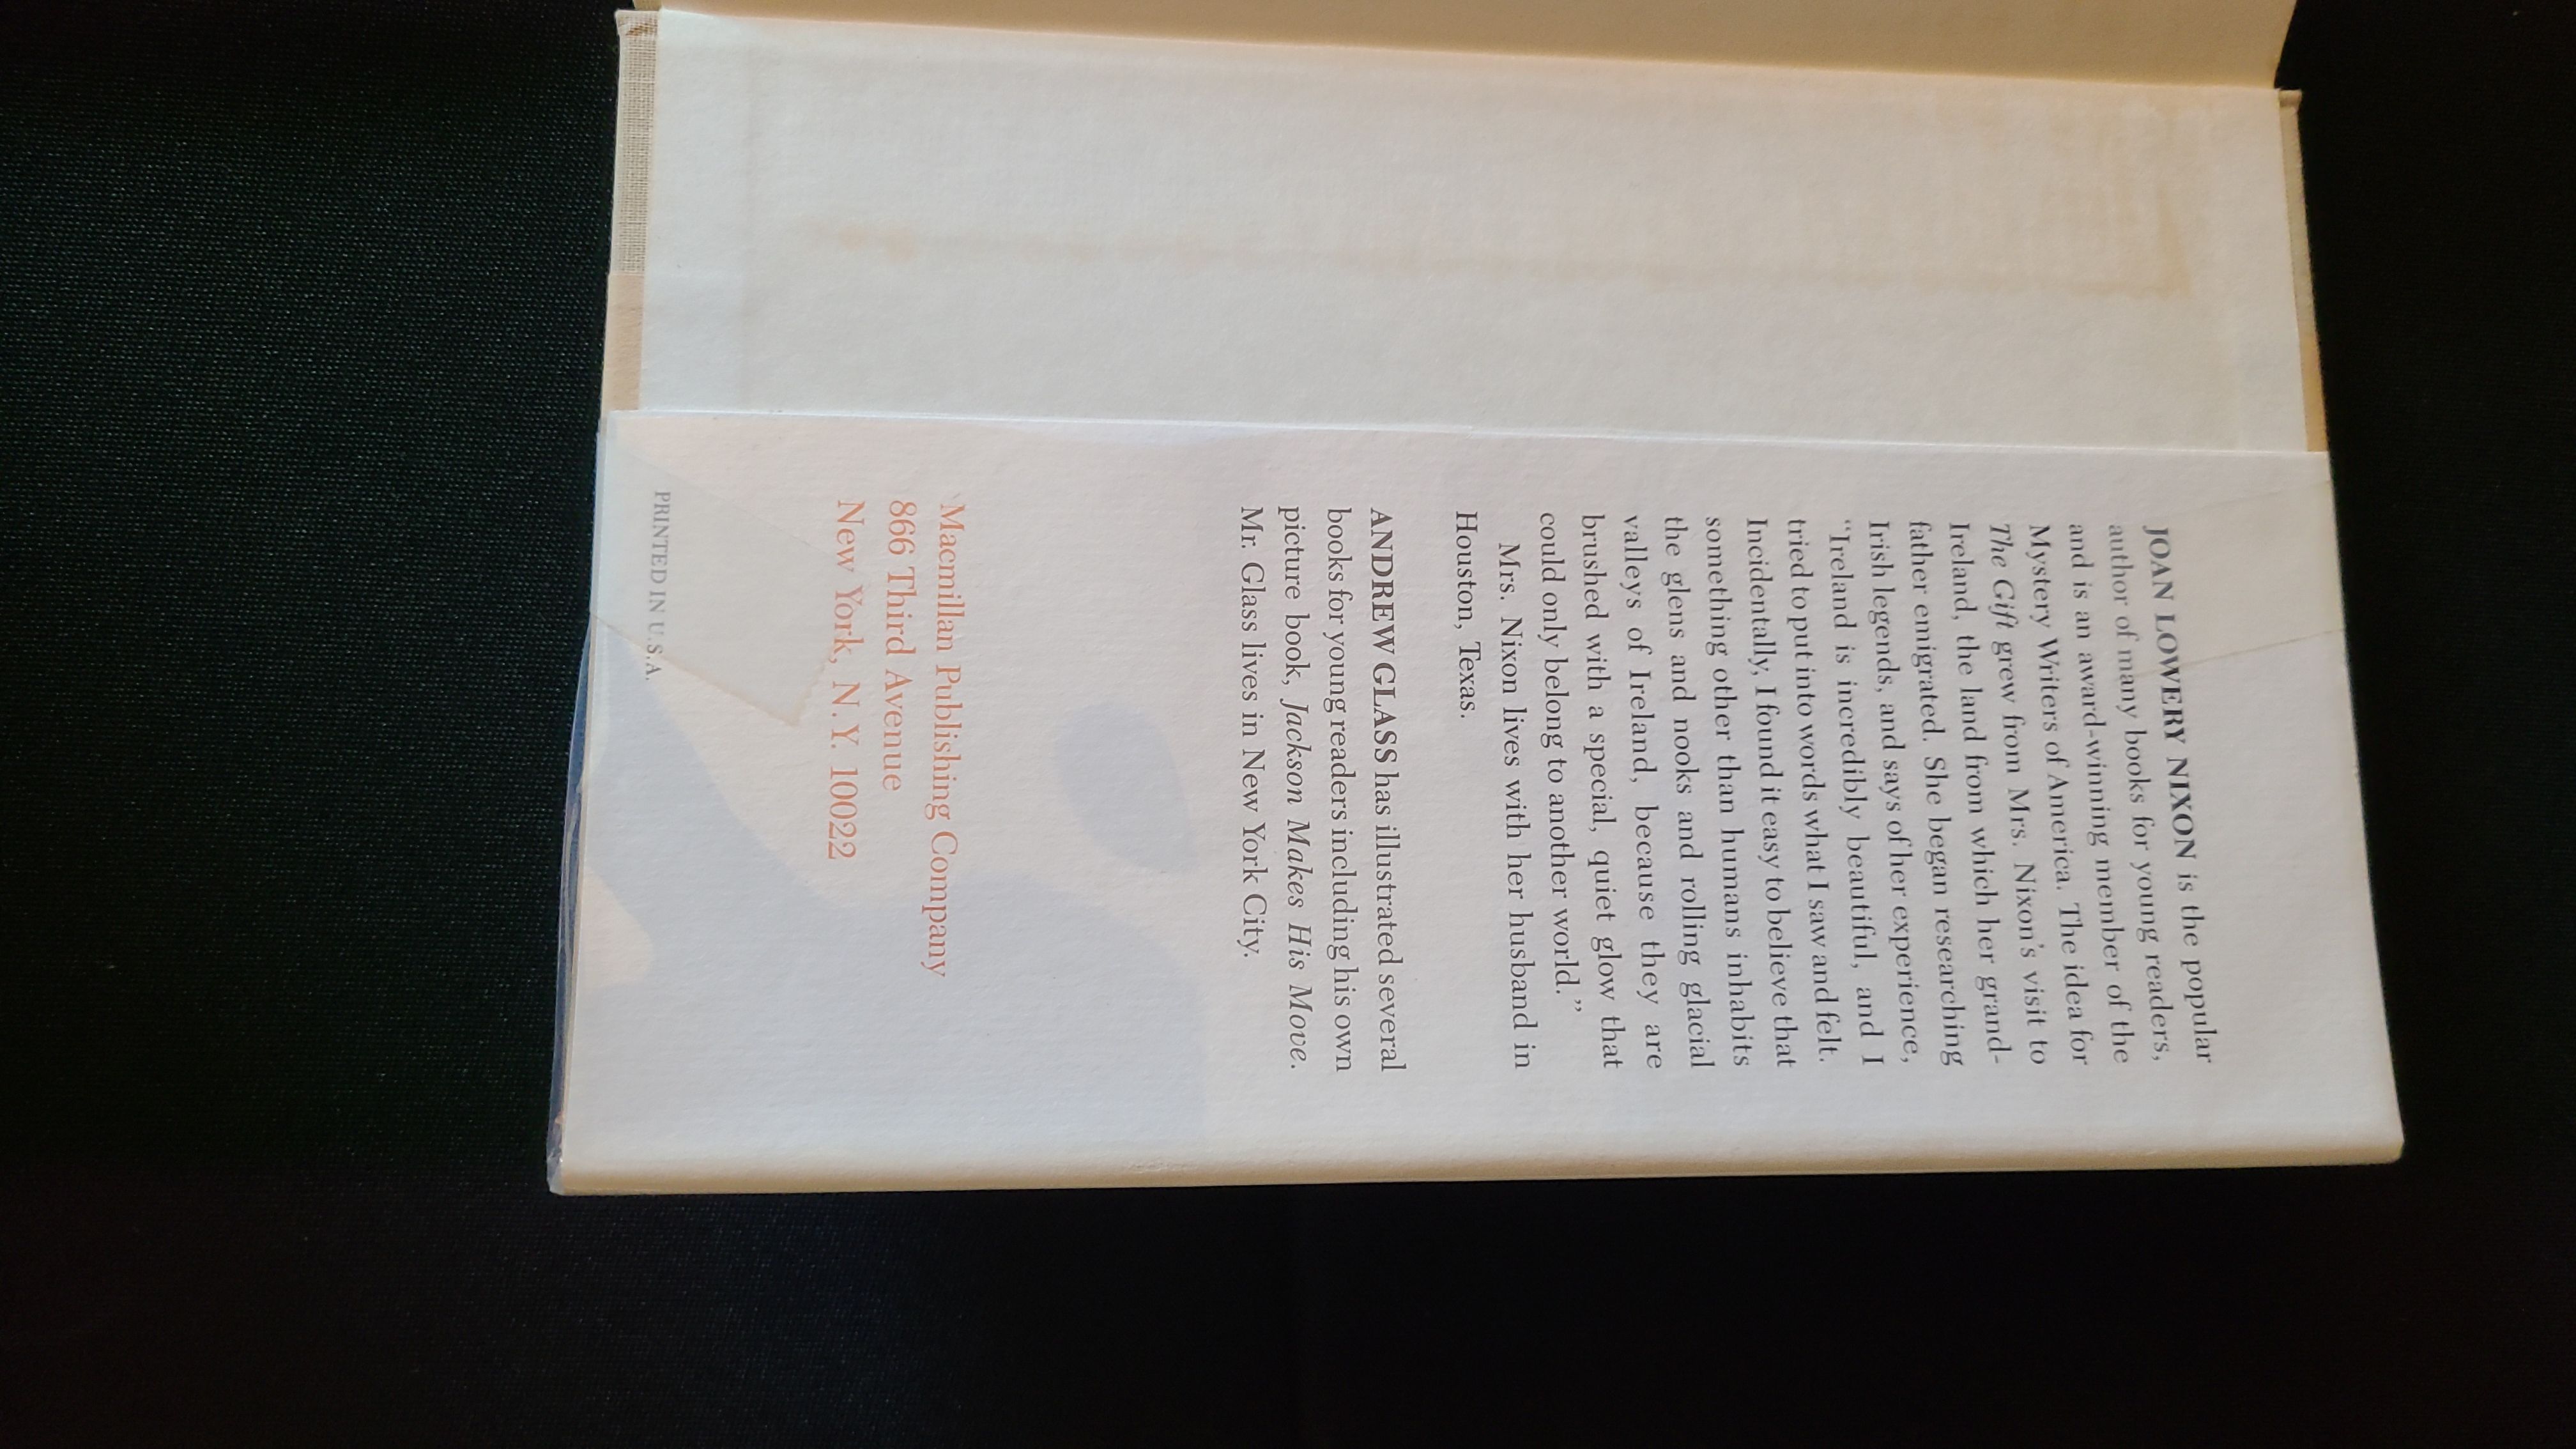 JOAN LOWERY NIXON is the popular
author of many books for young readers,
and is an award-winning member of the
Mystery Writers of America. The idea for
The Gift grew from Mrs. Nixon's visit to
Ireland, the land from which her grand-
father emigrated. She began researching
Irish legends, and says of her experience,
“Ireland is incredibly beautiful, and I
tried to put into words what I saw and felt.
Incidentally, I found it easy to believe that
something other than humans inhabits
the glens and nooks and rolling glacial
valleys of Ireland, because they are
brushed with a special, quiet glow that
could only belong to another world.”
Mrs. Nixon lives with her husband in
Houston, Texas.
ANDREW GLASS has illustrated several
books for young readers including his own
picture book, Jackson Makes His Move.
Mr. Glass lives in New York City.
Macmillan Publishing Company
866 Third Avenue
New York, N.Y. 10022
PRINTED IN U.S.A.